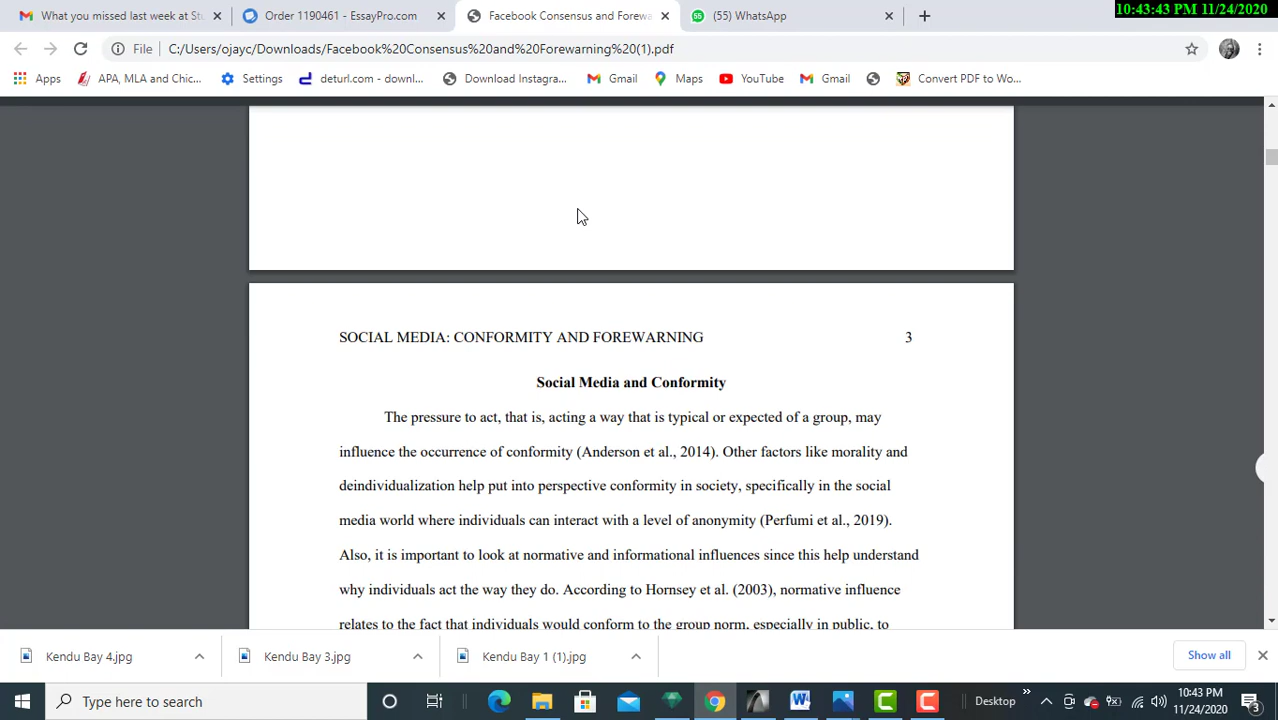 What you missed last week at Stu
Order 1190461 - EssayPro.com
Facebook Consensus and Forewa
(55) WhatsApp
10:43:43 PM 11/24/2020
File
C:/Users/ojayc/Downloads/Facebook%20Consensus%20and%20Forewarning%20(1).pdf
Apps
APA, MLA and Chic...
Settings
deturl.com - downl...
Download Instagra...
Gmail
Maps
YouTube
Gmail
Convert PDF to Wo...
SOCIAL MEDIA: CONFORMITY AND FOREWARNING 3
Social Media and Conformity
The pressure to act, that is, acting a way that is typical or expected of a group, may
influence the occurrence of conformity (Anderson et al., 2014). Other factors like morality and
deindividualization help put into perspective conformity in society, specifically in the social
media world where individuals can interact with a level of anonymity (Perfumi et al., 2019).
Also, it is important to look at normative and informational influences since this help understand
why individuals act the way they do. According to Hornsey et al. (2003), normative influence
relates to the fact that individuals would conform to the group norm, especially in public, to
Kendu Bay 4.jpg
Kendu Bay 3.jpg
Kendu Bay 1 (1).jpg
Show all
Type here to search
Desktop
10:43 PM
11/24/2020
3